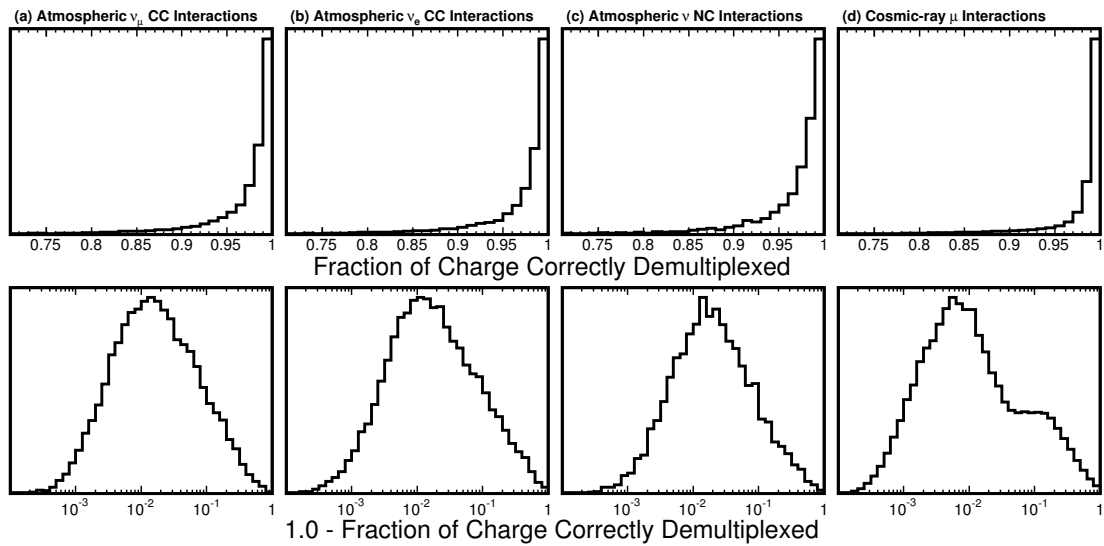 (a) Atmospheric νμ CC Interactions
(b) Atmospheric νe CC Interactions
(c) Atmospheric ν NC Interactions
(d) Cosmic-ray μ Interactions
0.75 0.8 0.85 0.9 0.95 1
0.75 0.8 0.85 0.9 0.95 1
0.75 0.8 0.85 0.9 0.95 1
0.75 0.8 0.85 0.9 0.95 1
Fraction of Charge Correctly Demultiplexed
10⁻³ 10⁻² 10⁻¹ 1
10⁻³ 10⁻² 10⁻¹ 1
10⁻³ 10⁻² 10⁻¹ 1
10⁻³ 10⁻² 10⁻¹ 1
1.0 - Fraction of Charge Correctly Demultiplexed